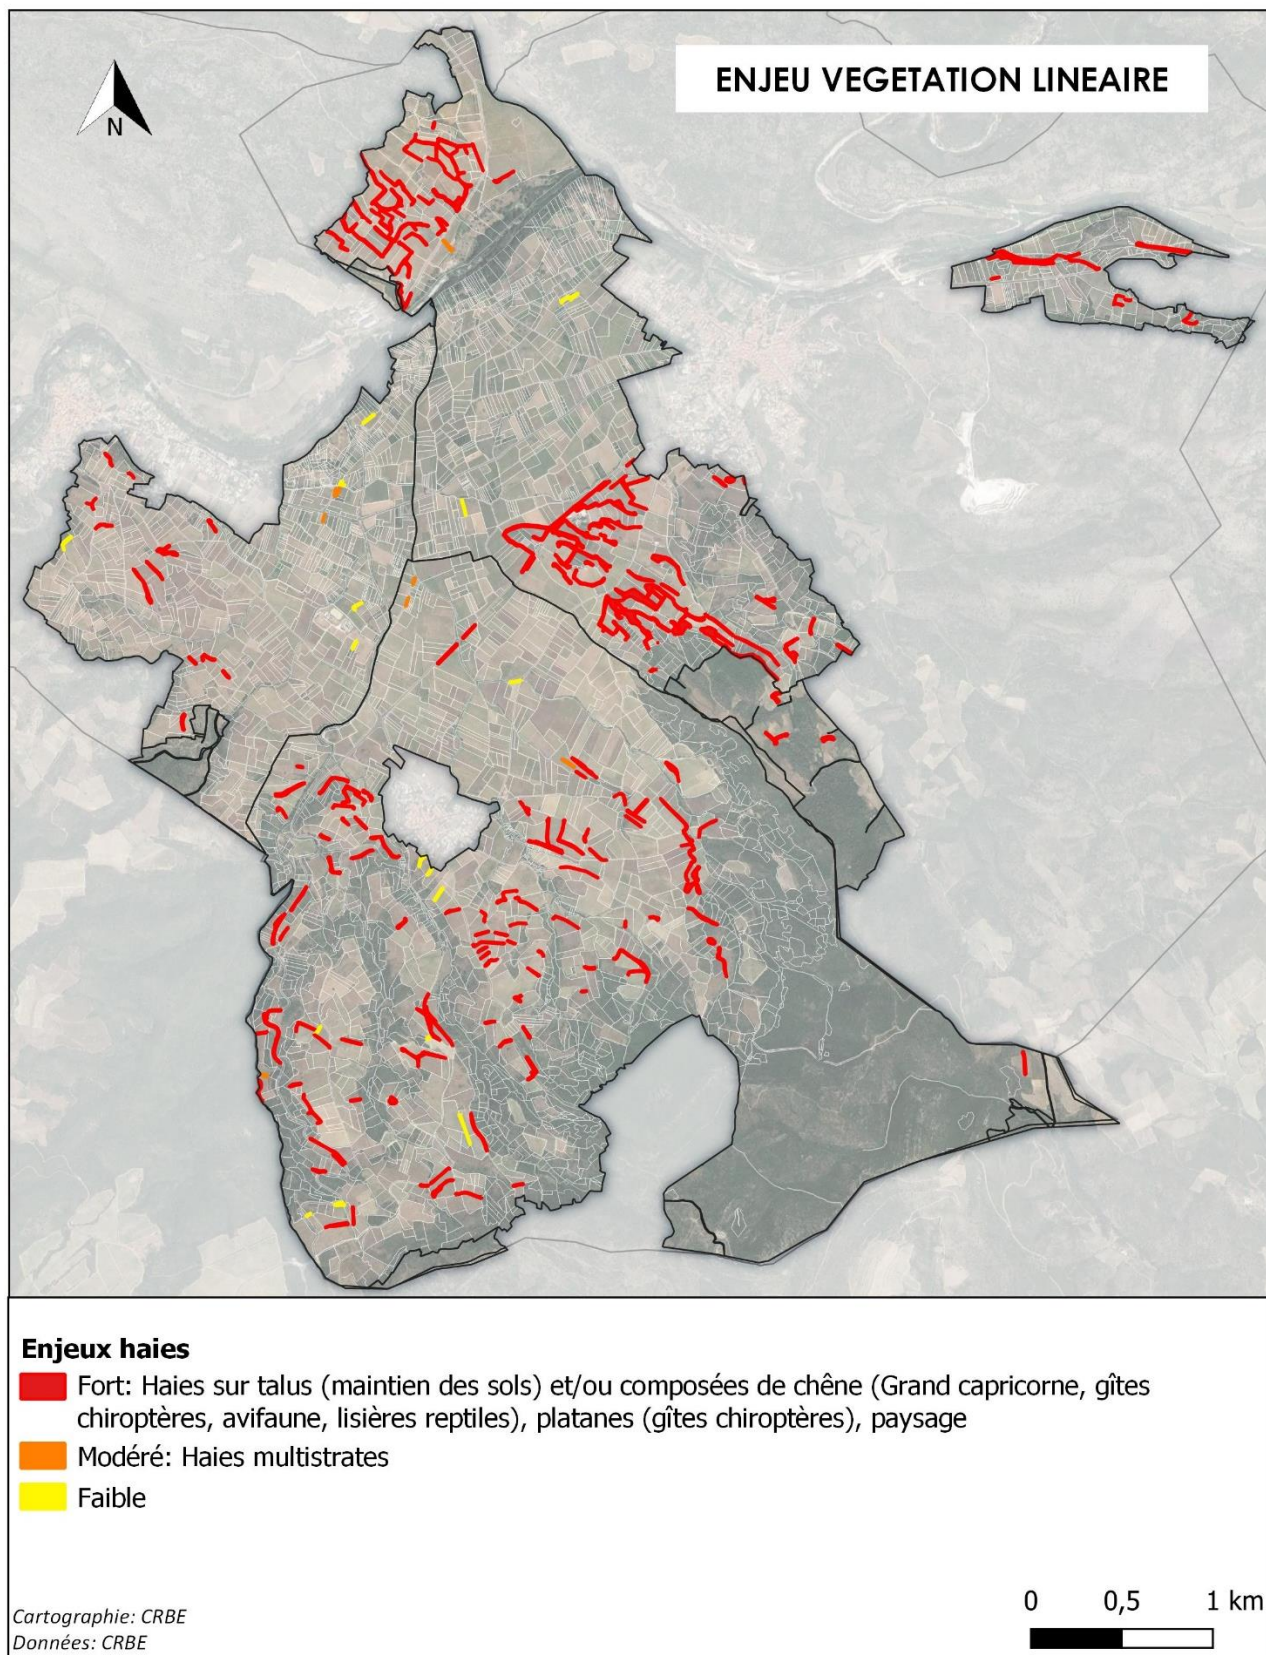 ENJEU VEGETATION LINEAIRE
N
Enjeux haies
Fort: Haies sur talus (maintien des sols) et/ou composées de chêne (Grand capricorne, gîtes
chiroptères, avifaune, lisières reptiles), platanes (gîtes chiroptères), paysage
Modéré: Haies multistrates
Faible
0 0,5 1 km
Cartographie: CRBE
Données: CRBE